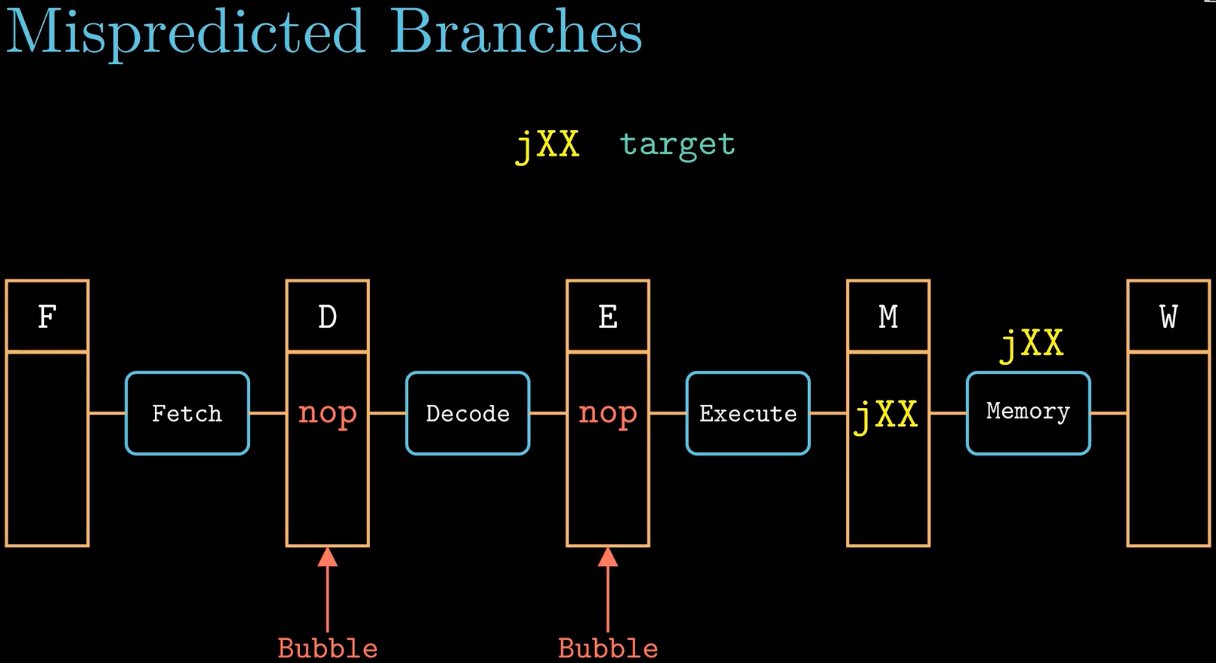 Mispredicted Branches
jXX target
F D E M W
jXX
Fetch nop Decode nop Execute jXX Memory
Bubble Bubble